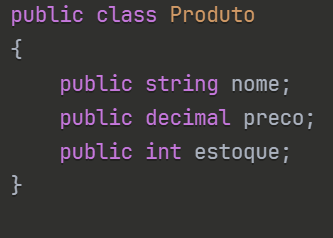 public class Produto
{
    public string nome;
    public decimal preco;
    public int estoque;
}